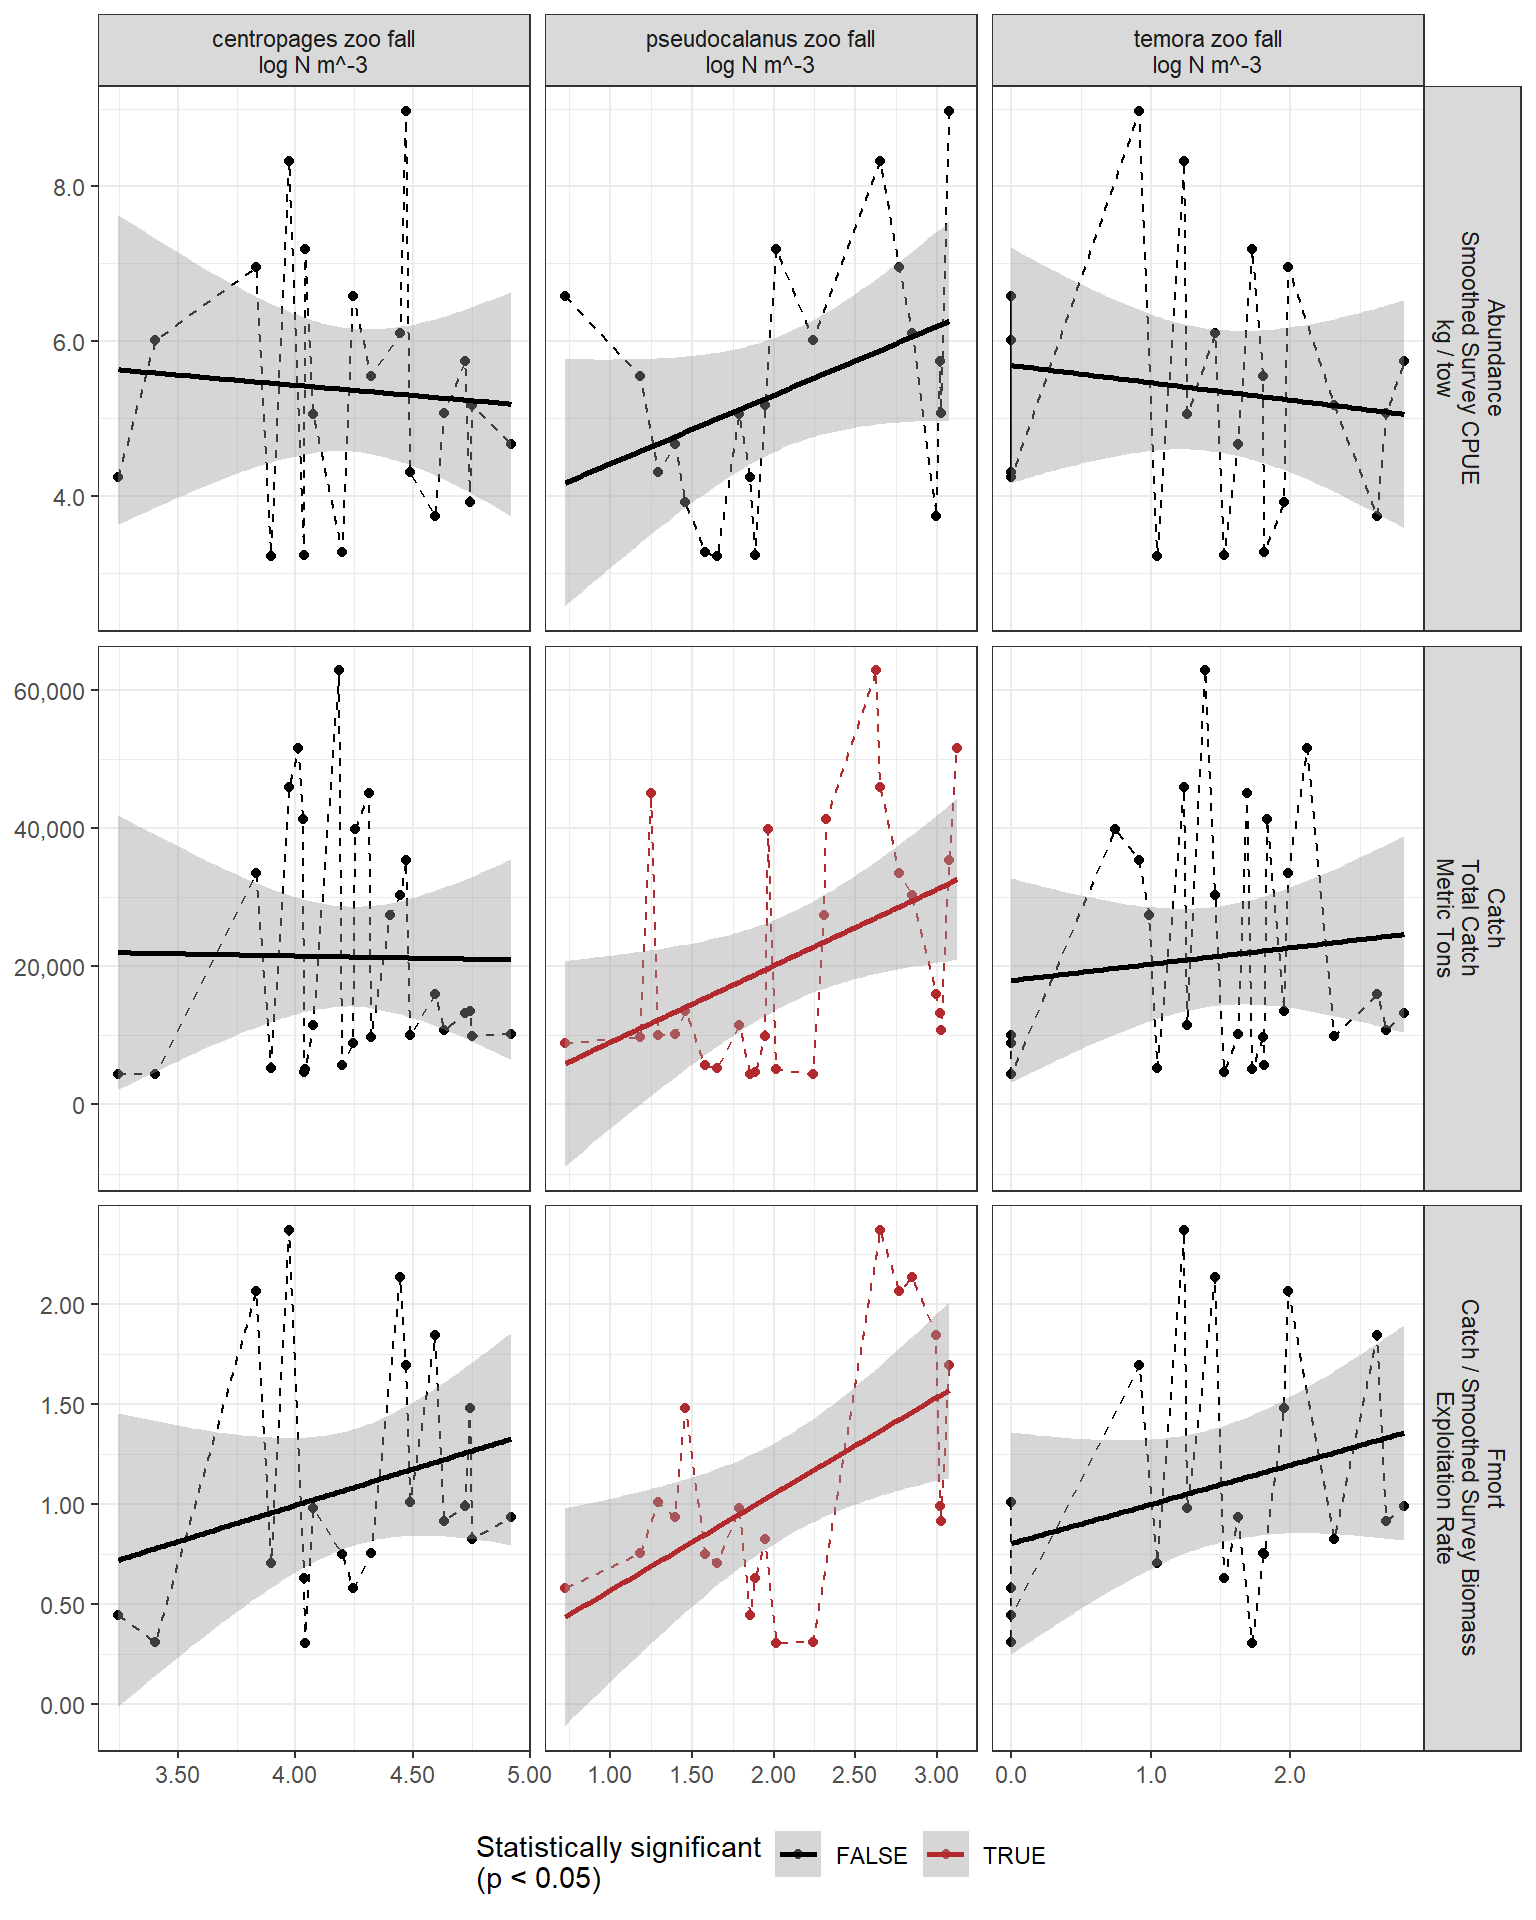 centropages zoo fall
log N m^-3
pseudocalanus zoo fall
log N m^-3
temora zoo fall
log N m^-3
8.0
6.0
4.0
Abundance
Smoothed Survey CPUE
kg / tow
60,000
40,000
20,000
0
Catch
Total Catch
Metric Tons
2.00
1.50
1.00
0.50
0.00
Fmort
Catch / Smoothed Survey Biomass
Exploitation Rate
3.50 4.00 4.50 5.00
1.00 1.50 2.00 2.50 3.00
0.0 1.0 2.0
Statistically significant
(p < 0.05)
FALSE
TRUE